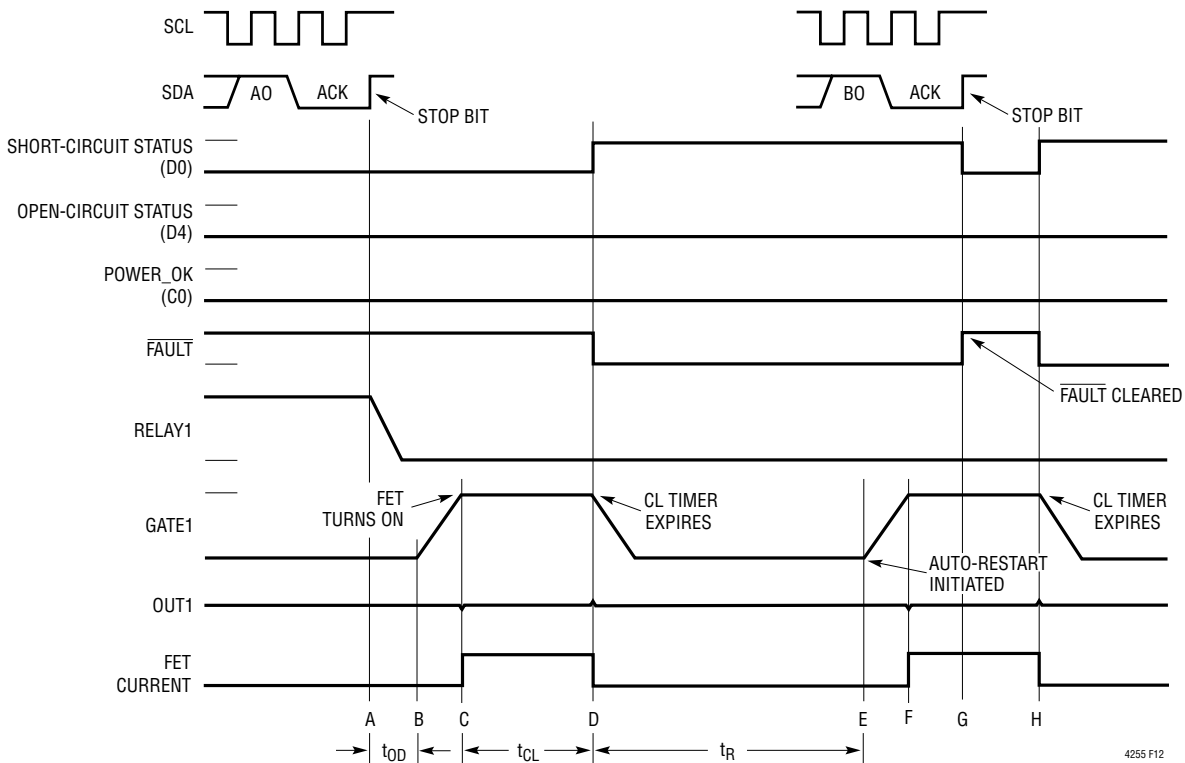 SCL
SDA
AO
ACK
STOP BIT
BO
ACK
STOP BIT
SHORT-CIRCUIT STATUS
(D0)
OPEN-CIRCUIT STATUS
(D4)
POWER_OK
(C0)
FAULT
FAULT CLEARED
RELAY1
GATE1
FET
TURNS ON
CL TIMER
EXPIRES
AUTO-RESTART
INITIATED
CL TIMER
EXPIRES
OUT1
FET
CURRENT
A B C D E F G H
tOD tCL tR
4255 F12